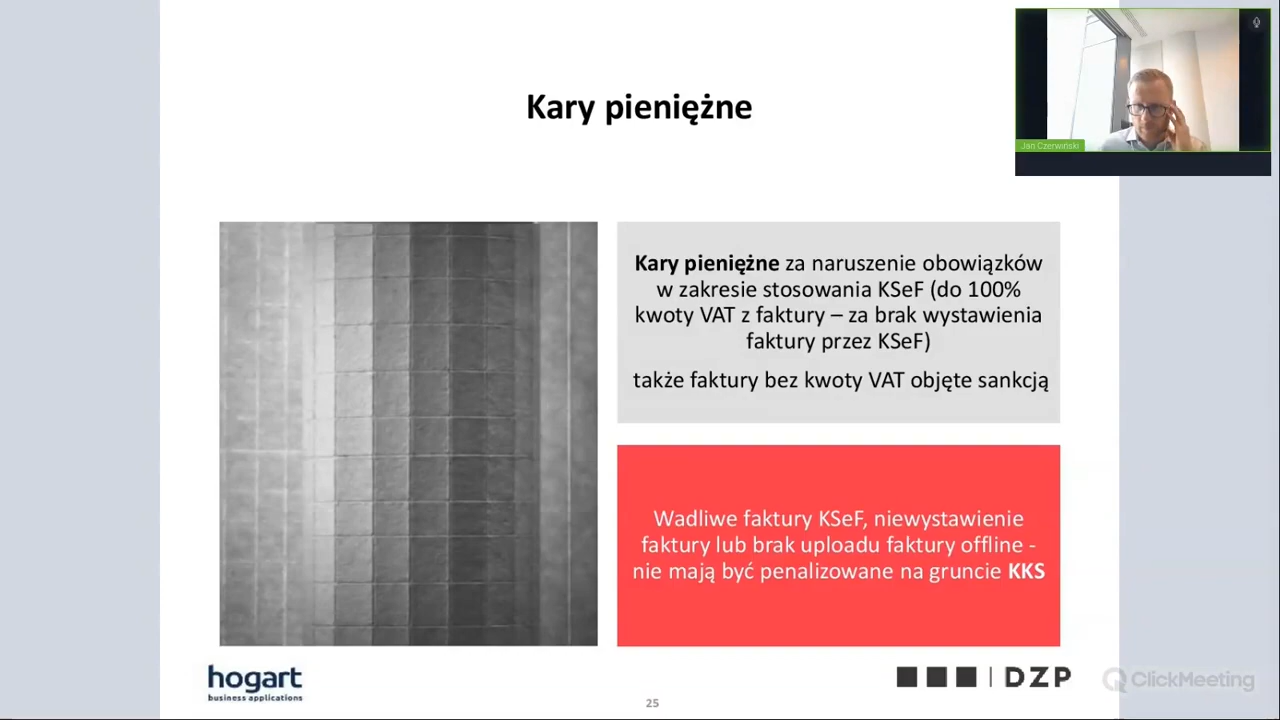 Kary pieniężne
Jan Czerwiński
Kary pieniężne za naruszenie obowiązków
w zakresie stosowania KSeF (do 100%
kwoty VAT z faktury – za brak wystawienia
faktury przez KSeF)
także faktury bez kwoty VAT objęte sankcją
Wadliwe faktury KSeF, niewystawienie
faktury lub brak uploadu faktury offline -
nie mają być penalizowane na gruncie KKS
hogart
business applications
DZP
ClickMeeting
25